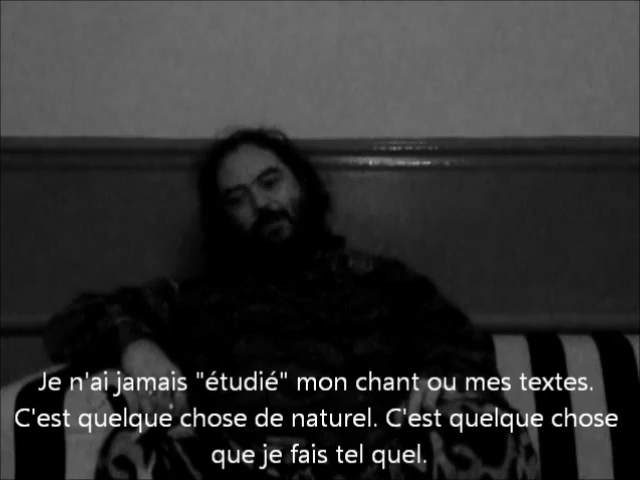 Je n'ai jamais "étudié" mon chant ou mes textes.
C'est quelque chose de naturel. C'est quelque chose
que je fais tel quel.